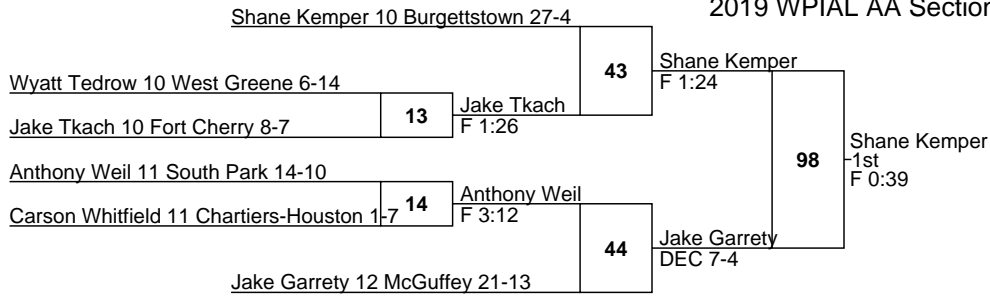 2019 WPIAL AA Section
Shane Kemper 10 Burgettstown 27-4
43
Shane Kemper
F 1:24
Wyatt Tedrow 10 West Greene 6-14
13
Jake Tkach
F 1:26
Jake Tkach 10 Fort Cherry 8-7
98
Shane Kemper
1st
F 0:39
Anthony Weil 11 South Park 14-10
14
Anthony Weil
F 3:12
Carson Whitfield 11 Chartiers-Houston 1-7
44
Jake Garrety
DEC 7-4
Jake Garrety 12 McGuffey 21-13